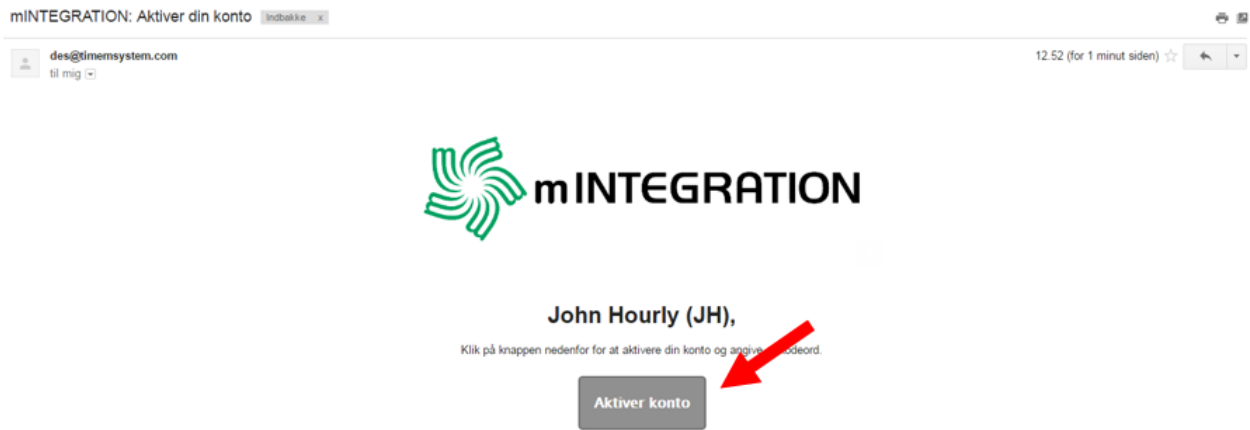 mINTEGRATION: Aktiver din konto Indbakke x
des@timemsystem.com 12.52 (for 1 minut siden)
til mig
mINTEGRATION
John Hourly (JH),
Klik på knappen nedenfor for at aktivere din konto og angive
Aktiver konto